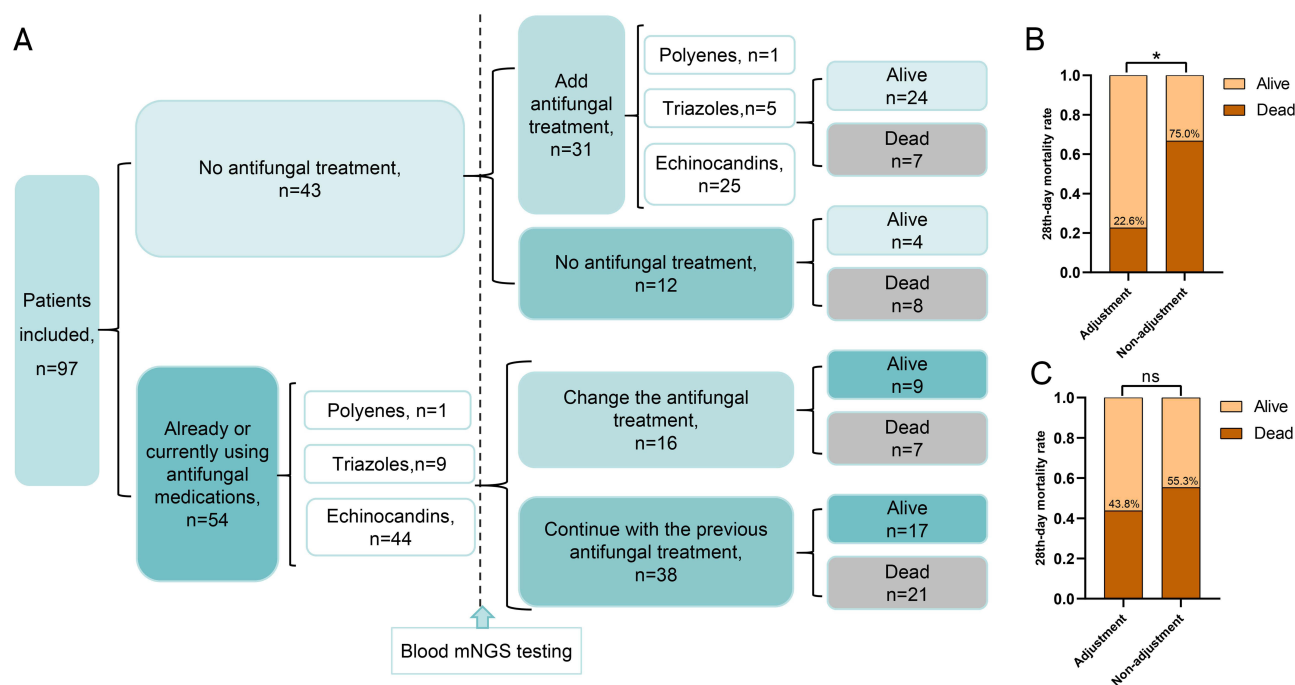 A
Patients
included,
n=97
No antifungal treatment,
n=43
Already or
currently using
antifungal
medications,
n=54
Polyenes, n=1
Triazoles,n=9
Echinocandins,
n=44
Blood mNGS testing
Add
antifungal
treatment,
n=31
Polyenes, n=1
Triazoles,n=5
Echinocandins,
n=25
Alive
n=24
Dead
n=7
No antifungal treatment,
n=12
Alive
n=4
Dead
n=8
Change the antifungal
treatment,
n=16
Alive
n=9
Dead
n=7
Continue with the previous
antifungal treatment,
n=38
Alive
n=17
Dead
n=21
B
*
28th-day mortality rate
1.0
0.8
0.6
0.4
0.2
0.0
22.6%
75.0%
Adjustment
Non-adjustment
Alive
Dead
C
ns
28th-day mortality rate
1.0
0.8
0.6
0.4
0.2
0.0
43.8%
55.3%
Adjustment
Non-adjustment
Alive
Dead